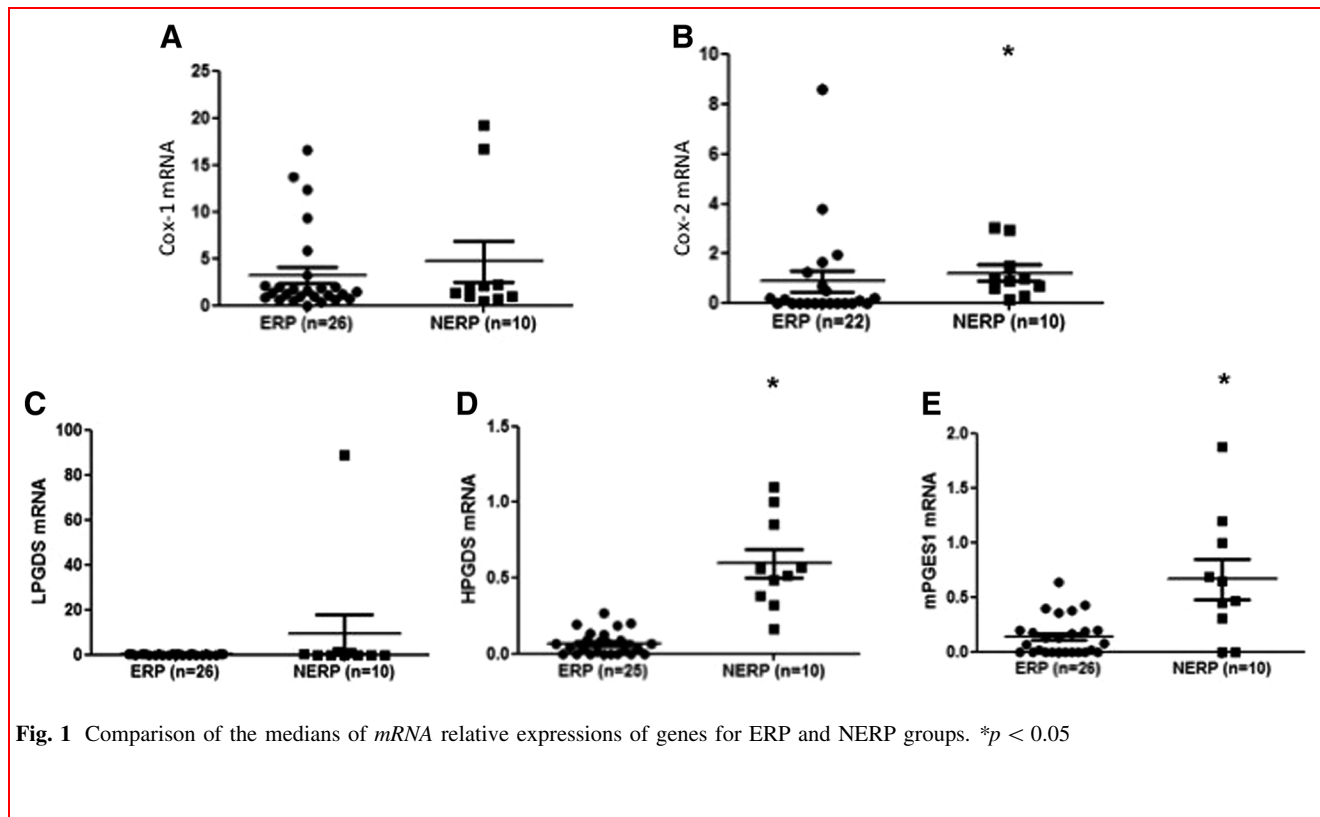 A
Cox-1 mRNA
25
20
15
10
5
0
ERP (n=26)
NERP (n=10)
B
*
Cox-2 mRNA
10
8
6
4
2
0
ERP (n=22)
NERP (n=10)
C
LPGDS mRNA
100
80
60
40
20
0
ERP (n=26)
NERP (n=10)
D
*
HPGDS mRNA
1.5
1.0
0.5
0.0
ERP (n=25)
NERP (n=10)
E
*
mPGES1 mRNA
2.0
1.5
1.0
0.5
0.0
ERP (n=26)
NERP (n=10)
Fig. 1 Comparison of the medians of mRNA relative expressions of genes for ERP and NERP groups. *p < 0.05